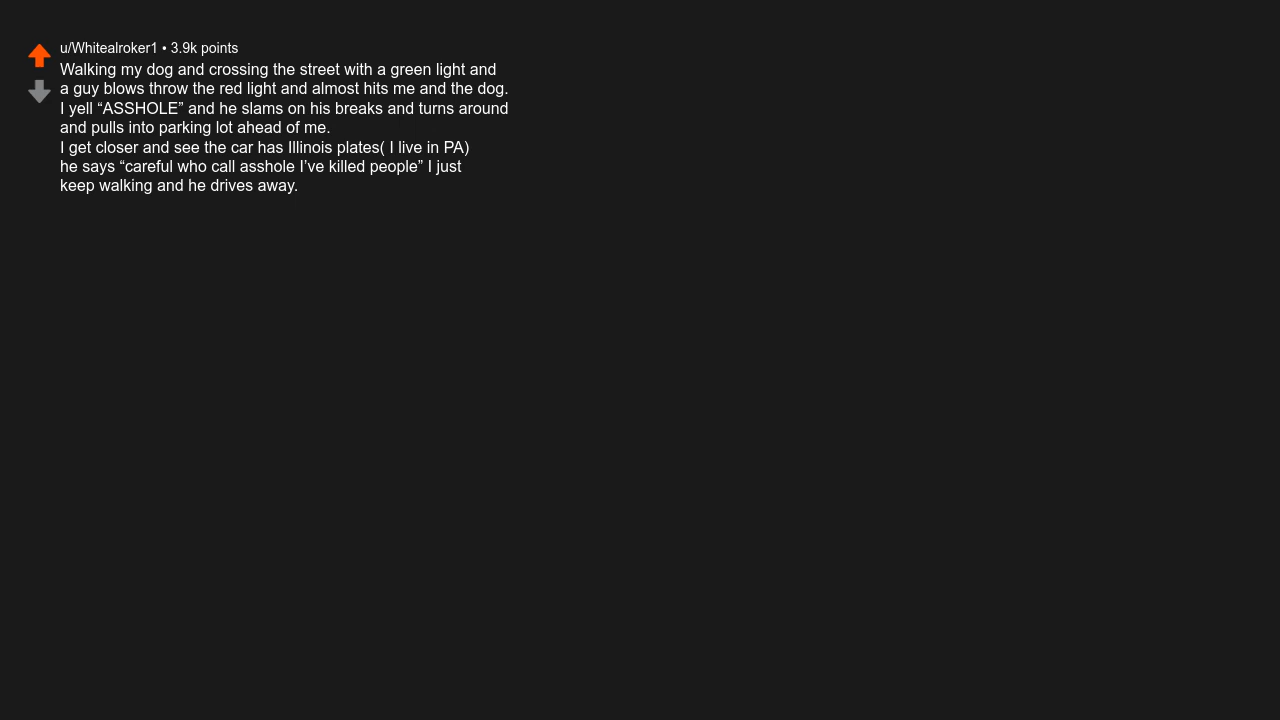 u/Whitealroker1 • 3.9k points
Walking my dog and crossing the street with a green light and
a guy blows throw the red light and almost hits me and the dog.
I yell “ASSHOLE” and he slams on his breaks and turns around
and pulls into parking lot ahead of me.
I get closer and see the car has Illinois plates( I live in PA)
he says “careful who call asshole I’ve killed people” I just
keep walking and he drives away.